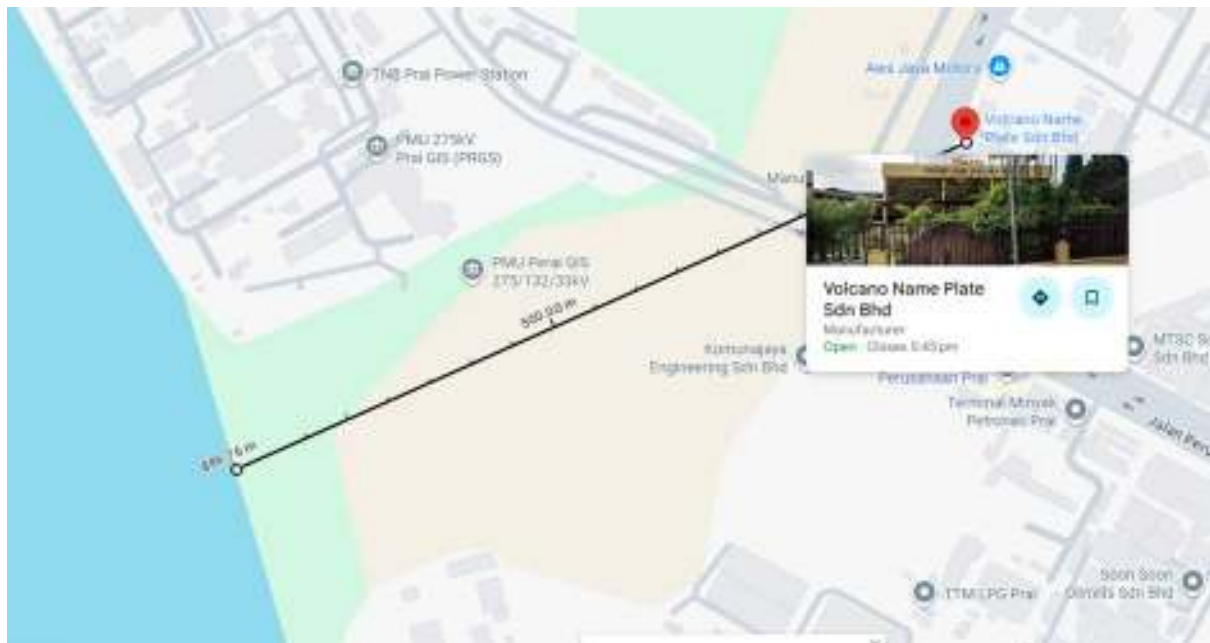 TNB Prai Power Station
Alex Jaya Motors
PMU 275kV
Prai GIS (PRGS)
Volcano Name
Plate Sdn Bhd
PMU Perai GIS
275/132/33kV
500.00 m
Volcano Name Plate
Sdn Bhd
Manufacturer
Open Closes 5:45 pm
Engineering Sdn Bhd
MTSC
Sdn Bhd
Perusahaan Prai
Terminal Minyak
Petronas Prai
Jalan
TTM LPG Prai
Soon Soon
Oilmills Sdn Bhd